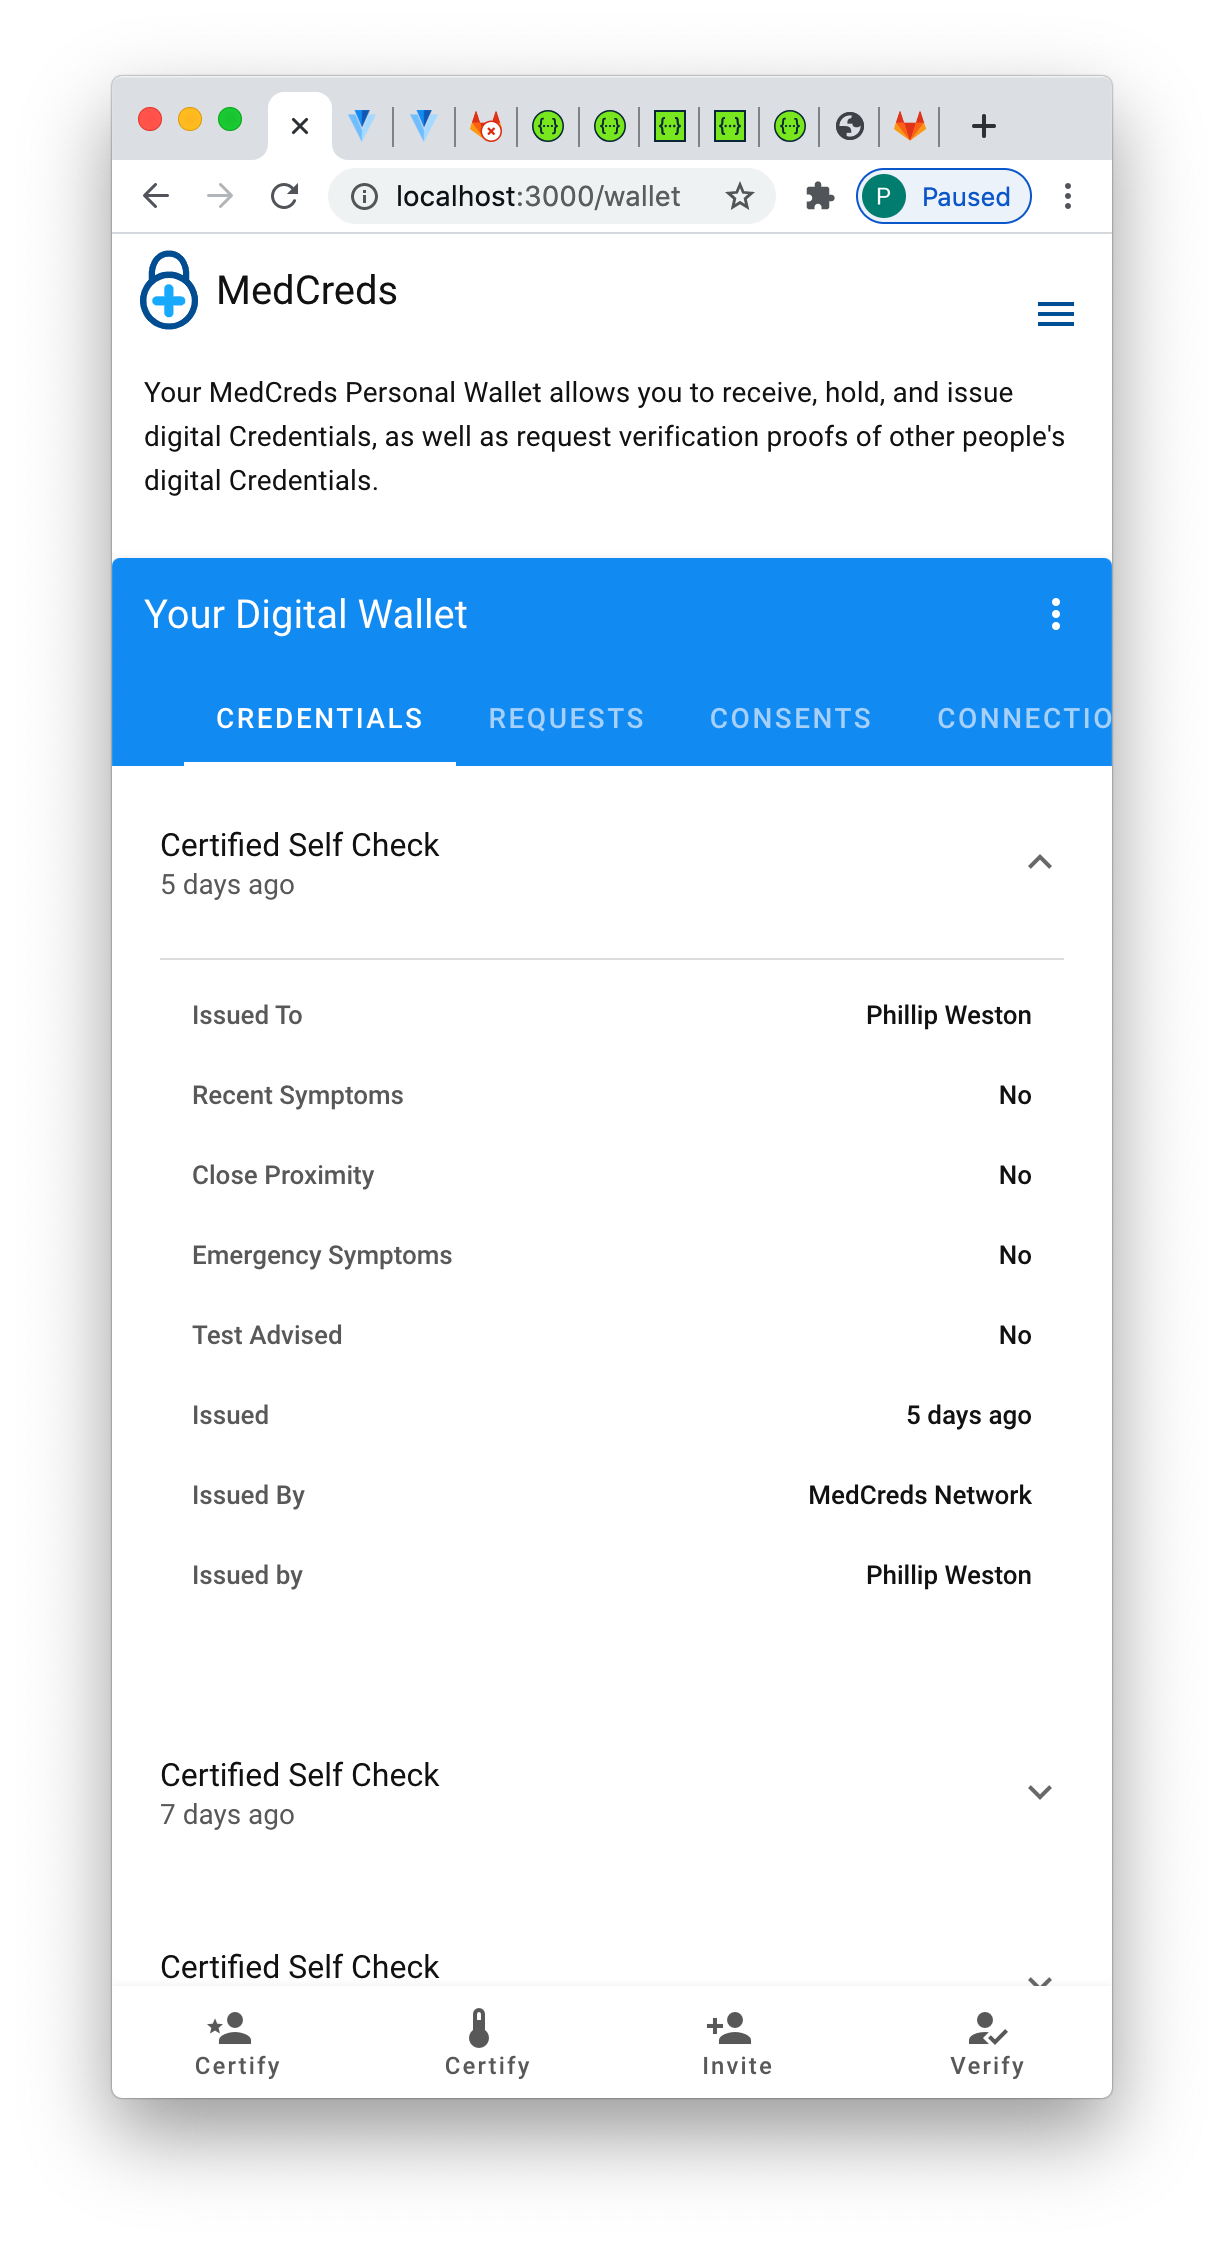 localhost:3000/wallet
P
Paused
MedCreds
Your MedCreds Personal Wallet allows you to receive, hold, and issue
digital Credentials, as well as request verification proofs of other people's
digital Credentials.
Your Digital Wallet
CREDENTIALS REQUESTS CONSENTS CONNECTIO
Certified Self Check
5 days ago
Issued To Phillip Weston
Recent Symptoms No
Close Proximity No
Emergency Symptoms No
Test Advised No
Issued 5 days ago
Issued By MedCreds Network
Issued by Phillip Weston
Certified Self Check
7 days ago
Certified Self Check
Certify Certify Invite Verify